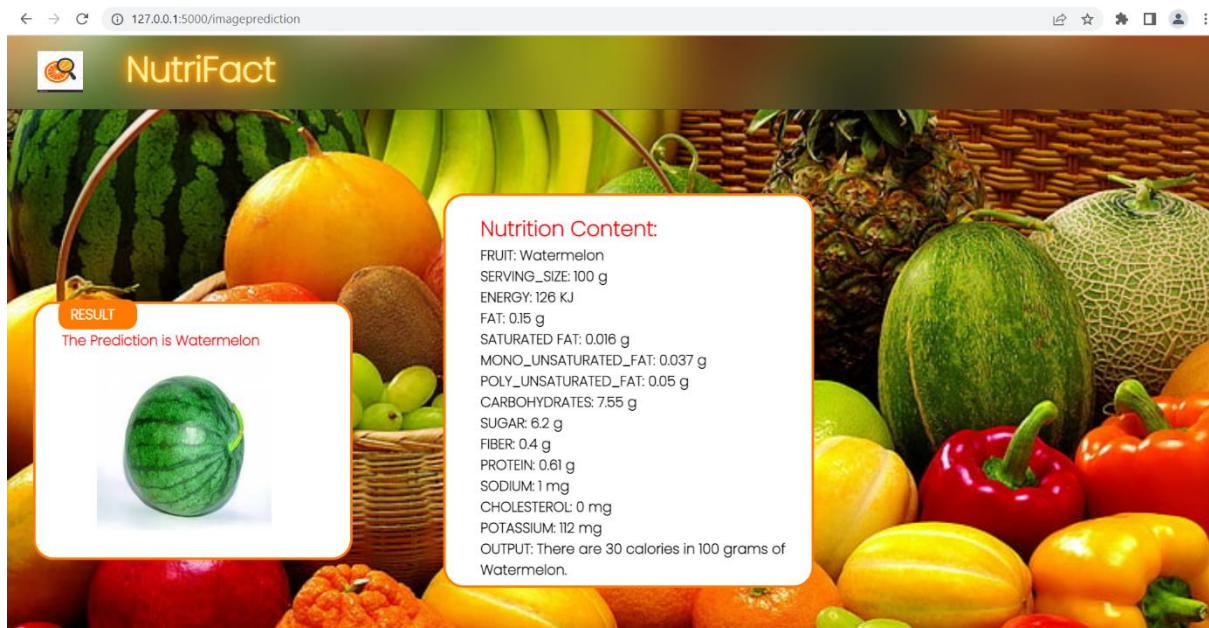 127.0.0.1:5000/imageprediction
NutriFact
RESULT
The Prediction is Watermelon
Nutrition Content:
FRUIT: Watermelon
SERVING_SIZE: 100 g
ENERGY: 126 KJ
FAT: 0.15 g
SATURATED FAT: 0.016 g
MONO_UNSATURATED_FAT: 0.037 g
POLY_UNSATURATED_FAT: 0.05 g
CARBOHYDRATES: 7.55 g
SUGAR: 6.2 g
FIBER: 0.4 g
PROTEIN: 0.61 g
SODIUM: 1 mg
CHOLESTEROL: 0 mg
POTASSIUM: 112 mg
OUTPUT: There are 30 calories in 100 grams of
Watermelon.